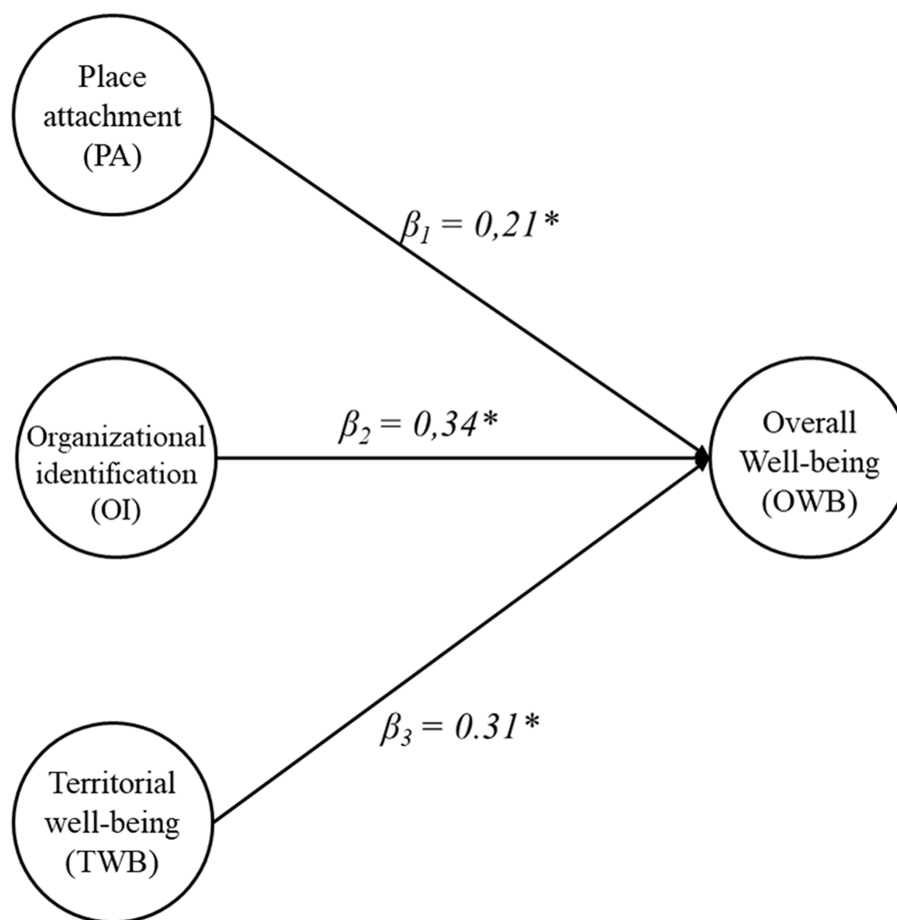 Place
attachment
(PA)
β1 = 0,21*
Organizational
identification
(OI)
β2 = 0,34*
Overall
Well-being
(OWB)
β3 = 0.31*
Territorial
well-being
(TWB)